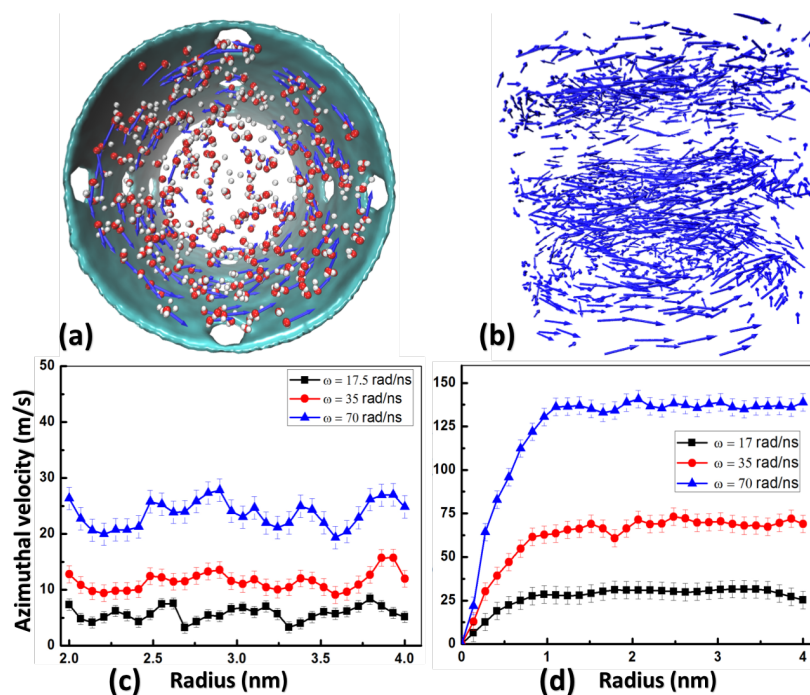 (a)
(b)
50
40
30
20
10
0
Azimuthal velocity (m/s)
ω = 17.5 rad/ns
ω = 35 rad/ns
ω = 70 rad/ns
2.0
2.5
3.0
3.5
4.0
(c)
Radius (nm)
150
125
100
75
50
25
0
ω = 17 rad/ns
ω = 35 rad/ns
ω = 70 rad/ns
0
1
2
3
4
Radius (nm)
(d)